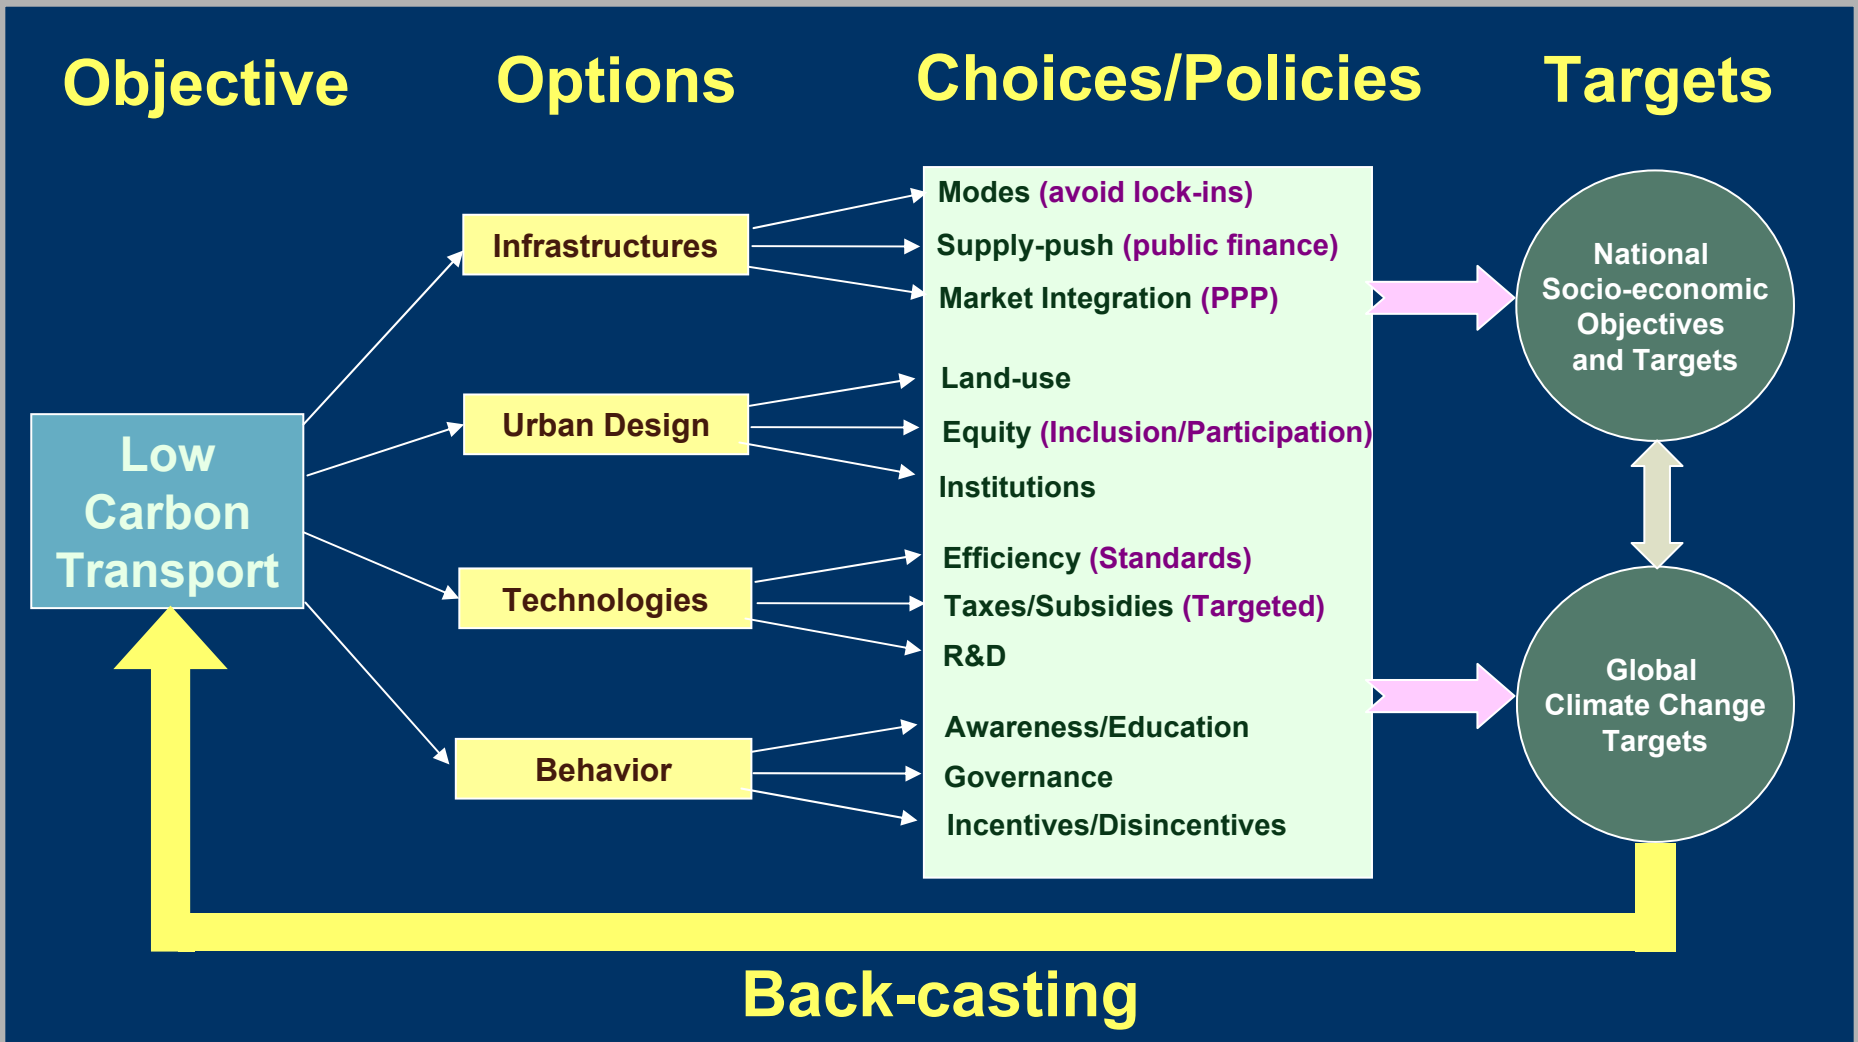 Objective
Options
Choices/Policies
Targets
Low
Carbon
Transport
Infrastructures
Urban Design
Technologies
Behavior
Modes (avoid lock-ins)
Supply-push (public finance)
Market Integration (PPP)
Land-use
Equity (Inclusion/Participation)
Institutions
Efficiency (Standards)
Taxes/Subsidies (Targeted)
R&D
Awareness/Education
Governance
Incentives/Disincentives
National
Socio-economic
Objectives
and Targets
Global
Climate Change
Targets
Back-casting